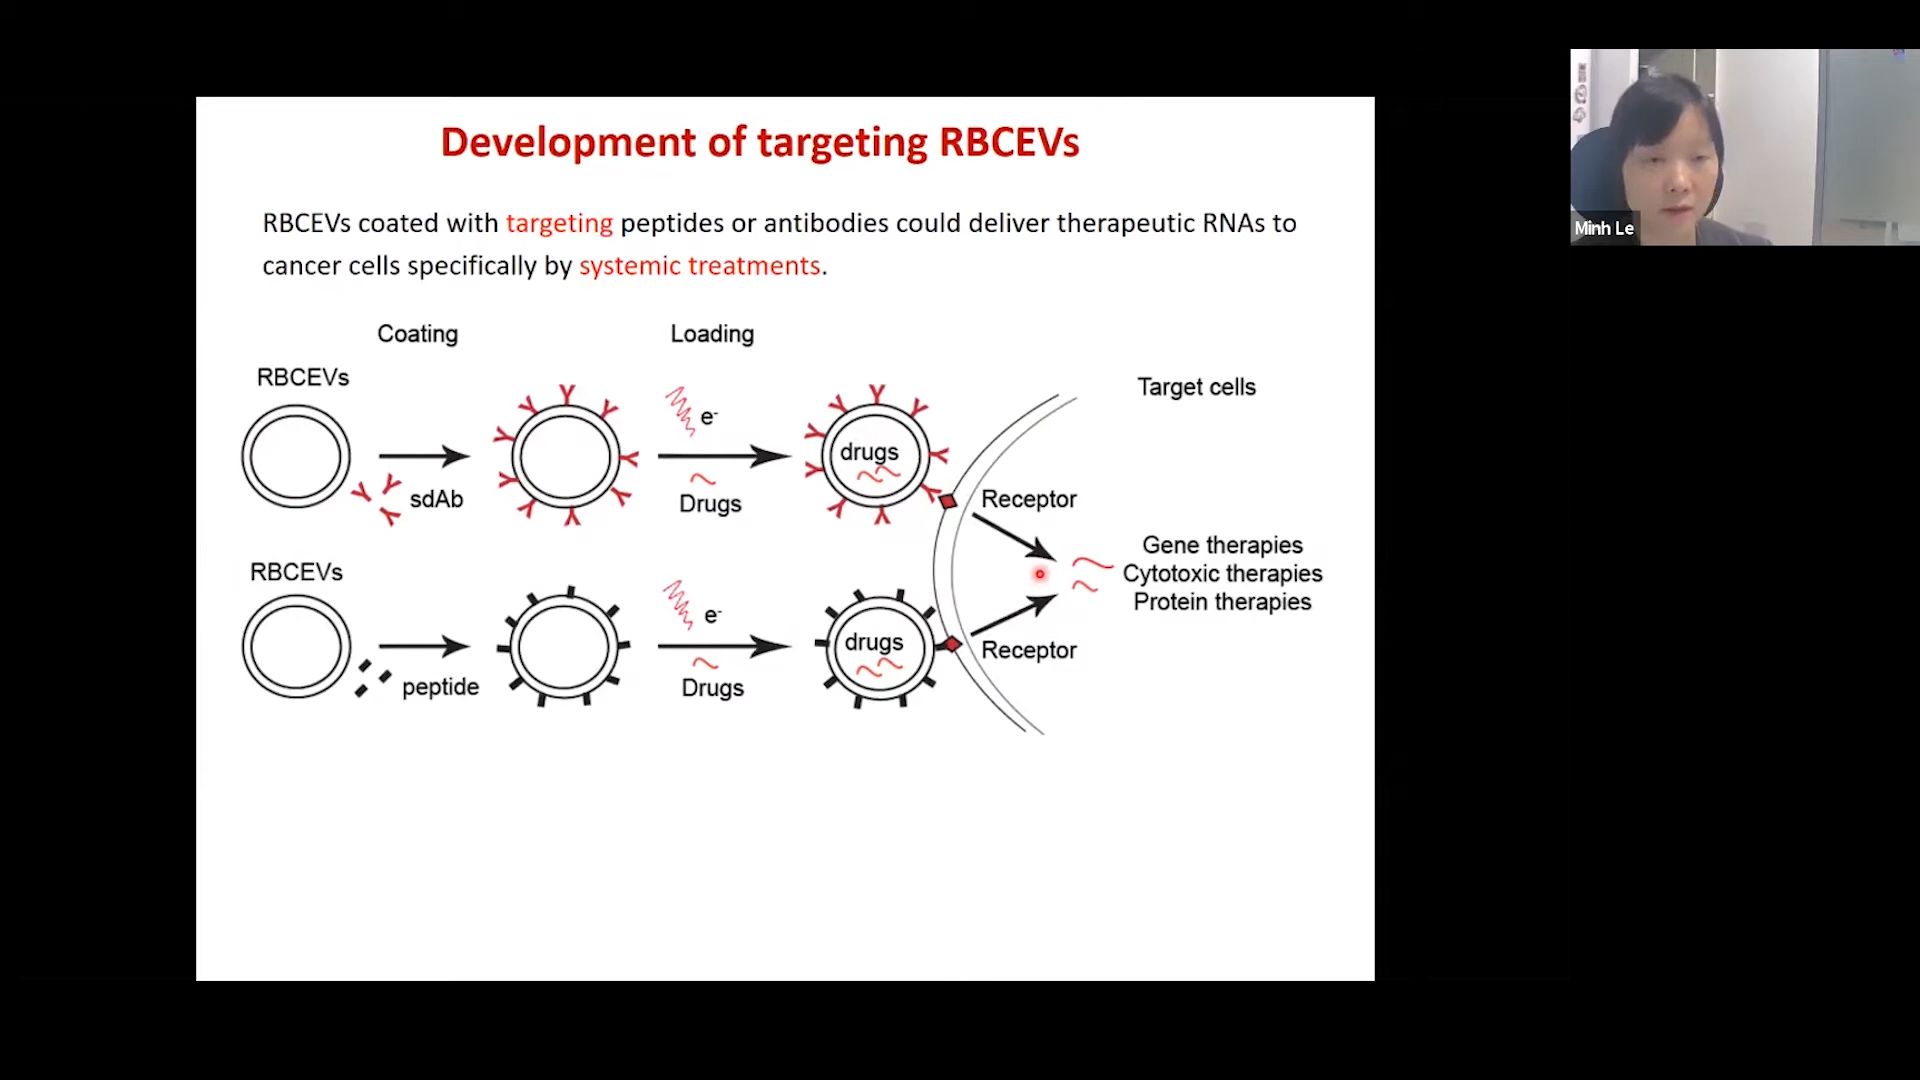 Development of targeting RBCEVs
RBCEVs coated with targeting peptides or antibodies could deliver therapeutic RNAs to
cancer cells specifically by systemic treatments.
Coating
Loading
RBCEVs
Target cells
e-
drugs
sdAb
Drugs
Receptor
Gene therapies
Cytotoxic therapies
Protein therapies
RBCEVs
e-
drugs
Receptor
peptide
Drugs
Minh Le